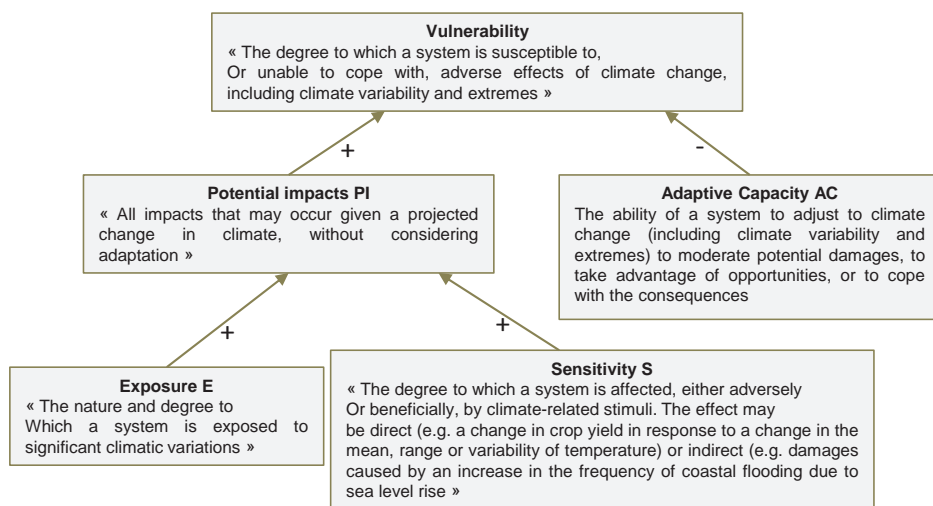 Vulnerability
« The degree to which a system is susceptible to,
Or unable to cope with, adverse effects of climate change,
including climate variability and extremes »
+
-
Potential impacts PI
« All impacts that may occur given a projected
change in climate, without considering
adaptation »
Adaptive Capacity AC
The ability of a system to adjust to climate
change (including climate variability and
extremes) to moderate potential damages, to
take advantage of opportunities, or to cope
with the consequences
+
+
Exposure E
« The nature and degree to
Which a system is exposed to
significant climatic variations »
Sensitivity S
« The degree to which a system is affected, either adversely
Or beneficially, by climate-related stimuli. The effect may
be direct (e.g. a change in crop yield in response to a change in the
mean, range or variability of temperature) or indirect (e.g. damages
caused by an increase in the frequency of coastal flooding due to
sea level rise »